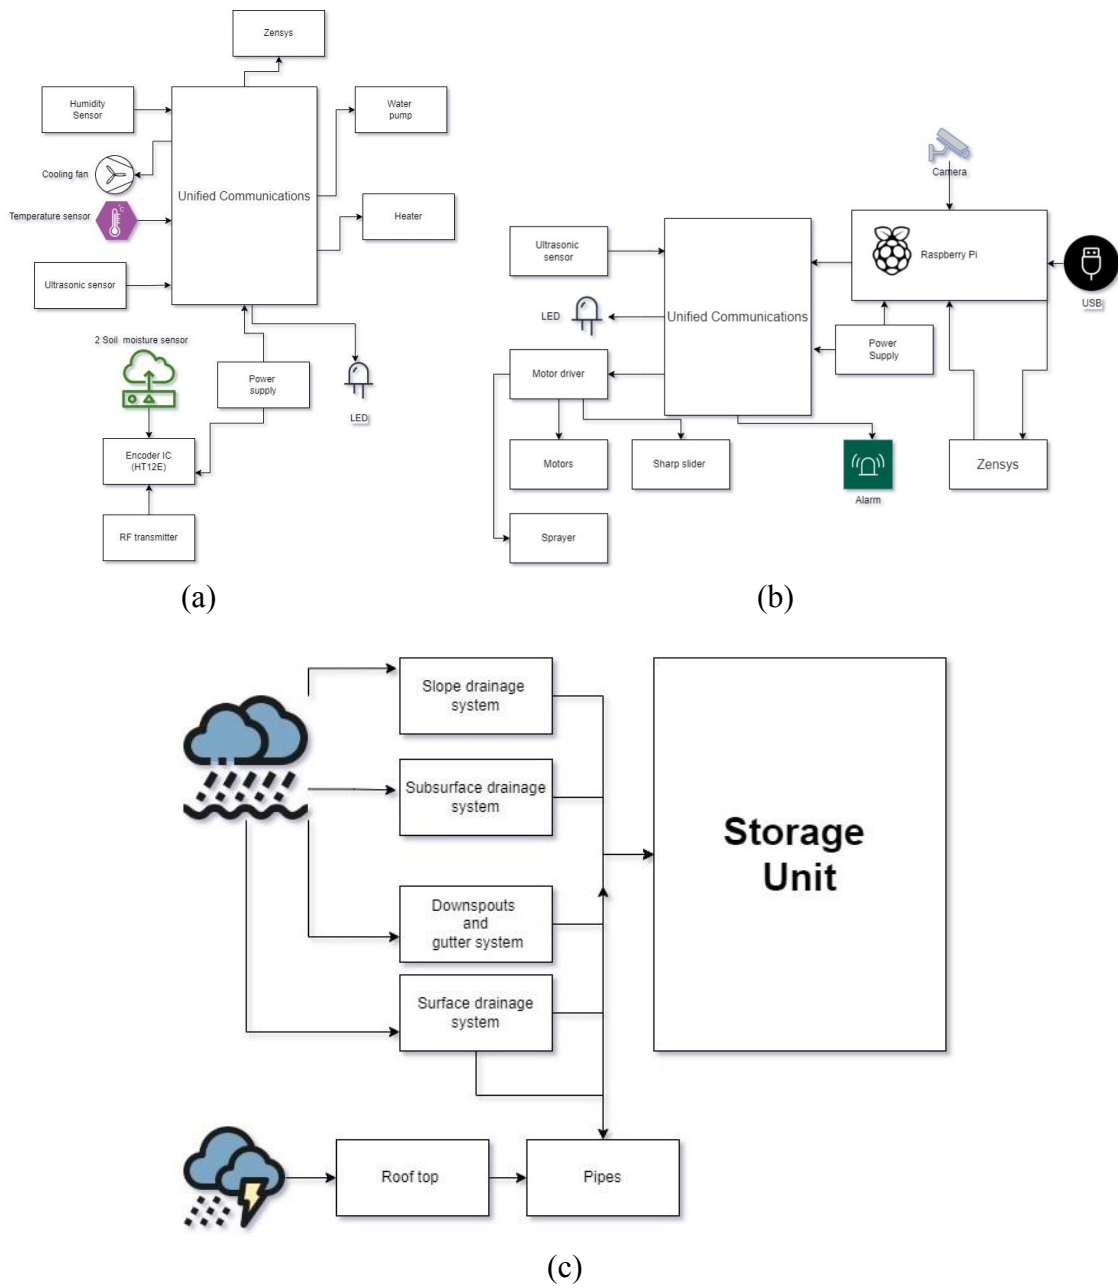 Zensys
Humidity
Sensor
Water
pump
Cooling fan
Unified Communications
Temperature sensor
°C
Heater
Ultrasonic sensor
2 Soil moisture sensor
Power
supply
LED
Encoder IC
(HT12E)
RF transmitter
(a)
Camera
Ultrasonic
sensor
Raspberry Pi
USB
LED
Unified Communications
Power
Supply
Motor driver
Motors
Sharp slider
Alarm
Zensys
Sprayer
(b)
Slope drainage
system
Subsurface drainage
system
Storage
Unit
Downspouts
and
gutter system
Surface drainage
system
Roof top
Pipes
(c)